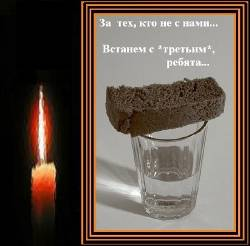 За тех, кто не с нами...
Встанем с *третьим*,
ребята...